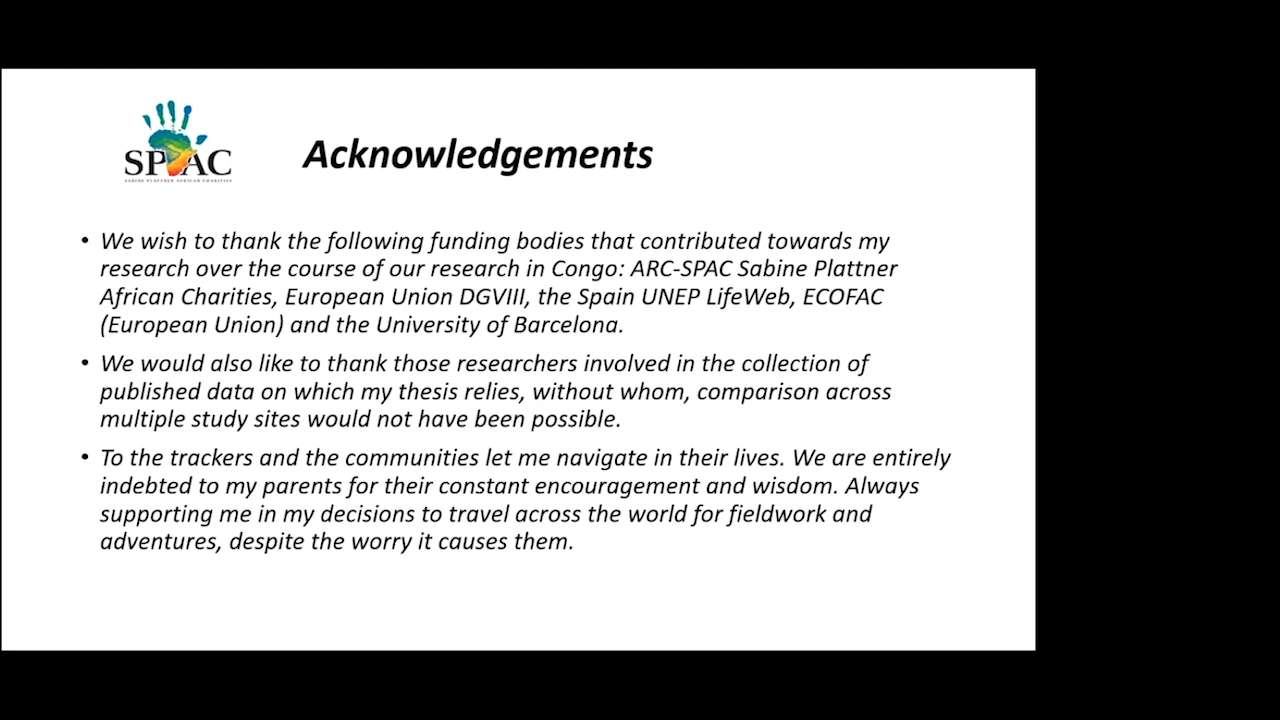 SPAC
SABINE PLATTNER AFRICAN CHARITIES
Acknowledgements
• We wish to thank the following funding bodies that contributed towards my
research over the course of our research in Congo: ARC-SPAC Sabine Plattner
African Charities, European Union DGVIII, the Spain UNEP LifeWeb, ECOFAC
(European Union) and the University of Barcelona.
• We would also like to thank those researchers involved in the collection of
published data on which my thesis relies, without whom, comparison across
multiple study sites would not have been possible.
• To the trackers and the communities let me navigate in their lives. We are entirely
indebted to my parents for their constant encouragement and wisdom. Always
supporting me in my decisions to travel across the world for fieldwork and
adventures, despite the worry it causes them.